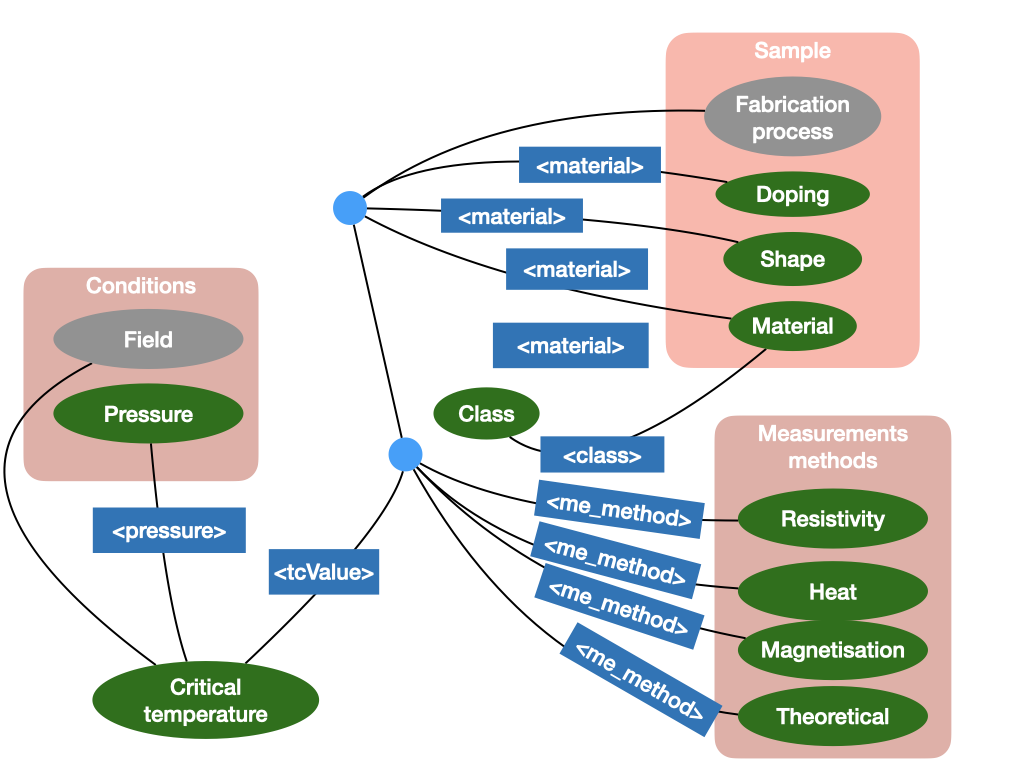 Sample
Fabrication
process
<material>
Doping
<material>
Shape
<material>
Material
<material>
Conditions
Field
Pressure
Class
<class>
Measurements
methods
<me_method>
Resistivity
<me_method>
Heat
<me_method>
Magnetisation
<me_method>
Theoretical
<pressure>
<tcValue>
Critical
temperature